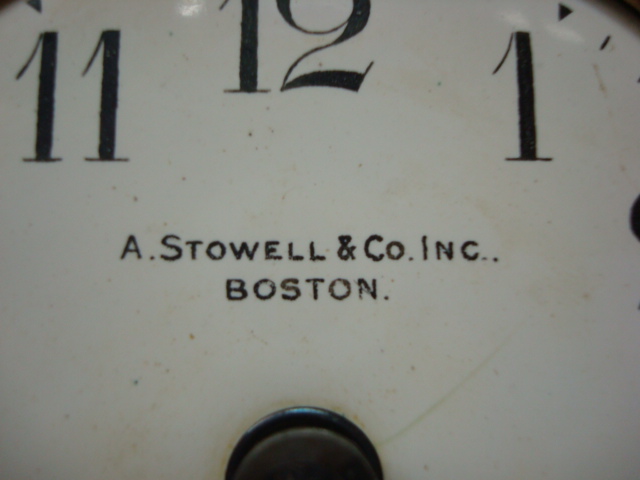 11 12 1
A. STOWELL & CO. INC..
BOSTON.